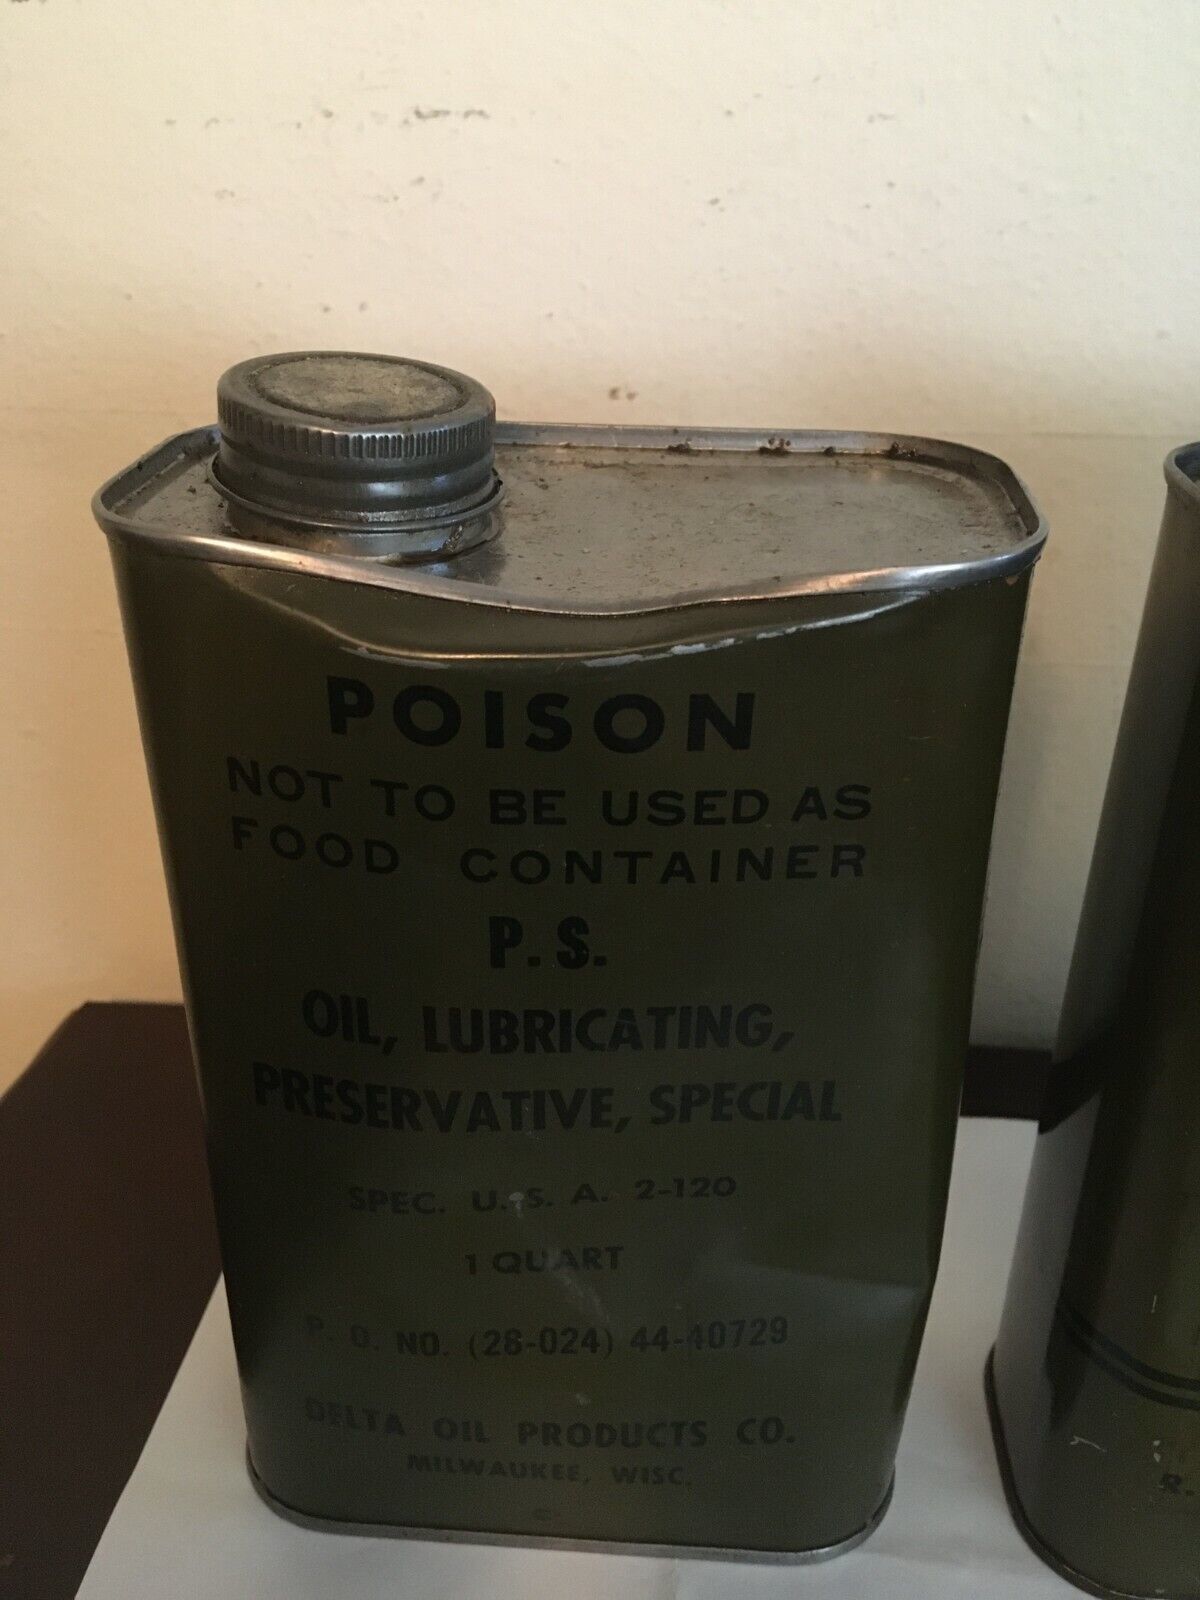 POISON
NOT TO BE USED AS
FOOD CONTAINER
P.S.
OIL, LUBRICATING,
PRESERVATIVE, SPECIAL
SPEC. U.S.A. 2-120
1 QUART
P.O. NO. (28-024) 44-40729
DELTA OIL PRODUCTS CO.
MILWAUKEE, WISC.
R.